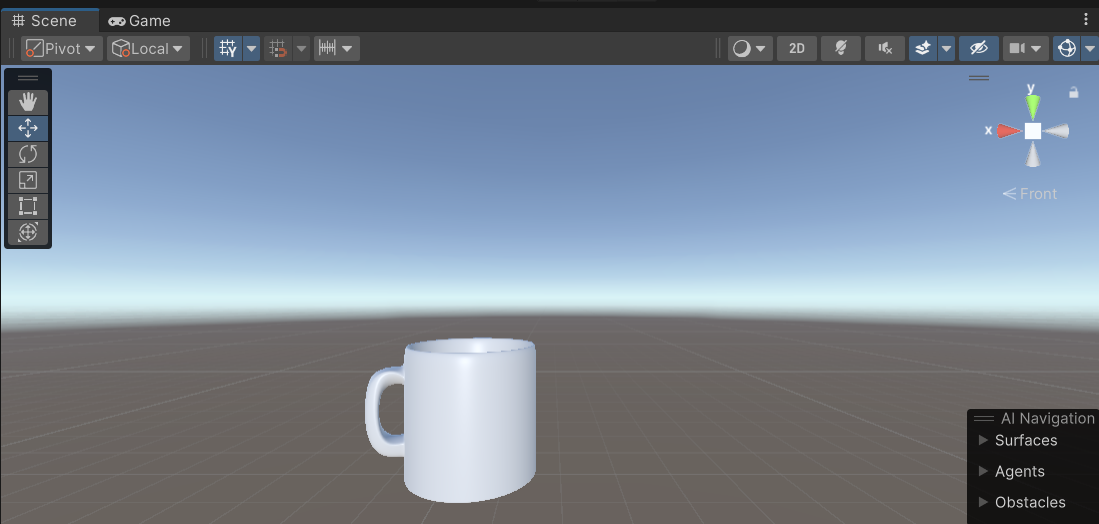 Scene Game
Pivot Local 2D
y
x
Front
AI Navigation
Surfaces
Agents
Obstacles